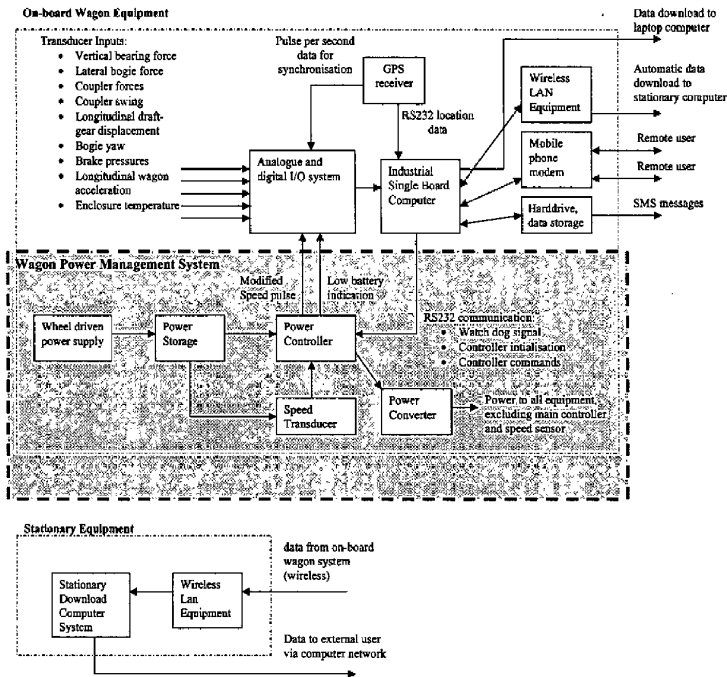 On-board Wagon Equipment
Transducer Inputs:
• Vertical bearing force
• Lateral bogie force
• Coupler forces
• Coupler swing
• Longitudinal draft-
gear displacement
• Bogie yaw
• Brake pressures
• Longitudinal wagon
acceleration
• Enclosure temperature
Pulse per second
data for
synchronisation
GPS
receiver
RS232 location
data
Analogue and
digital I/O system
Industrial
Single Board
Computer
Wireless
LAN
Equipment
Mobile
phone
modem
Harddrive,
data storage
Data download to
laptop computer
Automatic data
download to
stationary computer
Remote user
Remote user
SMS messages
Wagon Power Management System
Modified
Speed pulse
Low battery
indication
Wheel driven
power supply
Power
Storage
Power
Controller
Speed
Transducer
Power
Converter
RS232 communication:
• Watch dog signal
• Controller intialisation
• Controller commands
Power to all equipment,
excluding main controller
and speed sensor
Stationary Equipment
Stationary
Download
Computer
System
Wireless
Lan
Equipment
data from on-board
wagon system
(wireless)
Data to external user
via computer network